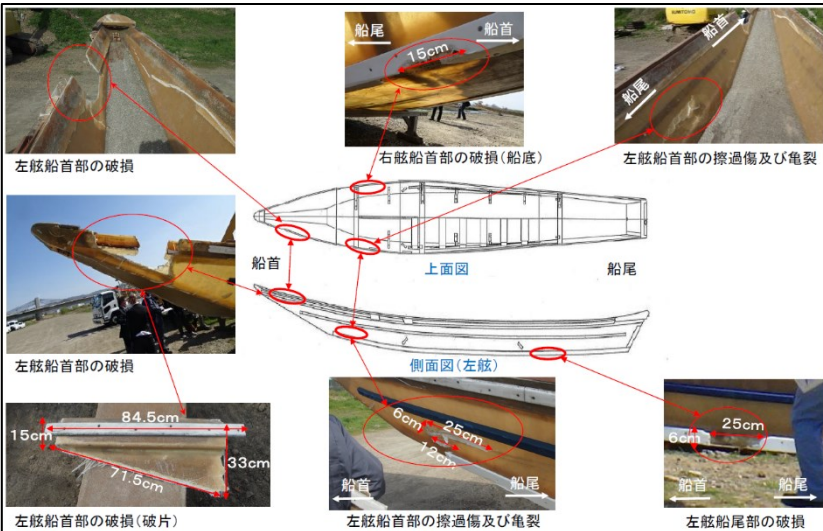 船尾
船首
15cm
SUMITOMO
船首
船尾
左舷船首部の破損
右舷船首部の破損(船底)
左舷船首部の擦過傷及び亀裂
船首
上面図
船尾
左舷船首部の破損
側面図(左舷)
84.5cm
15cm
33cm
71.5cm
左舷船首部の破損(破片)
6cm
25cm
12cm
船首
船尾
左舷船首部の擦過傷及び亀裂
25cm
6cm
船首
船尾
左舷船尾部の破損